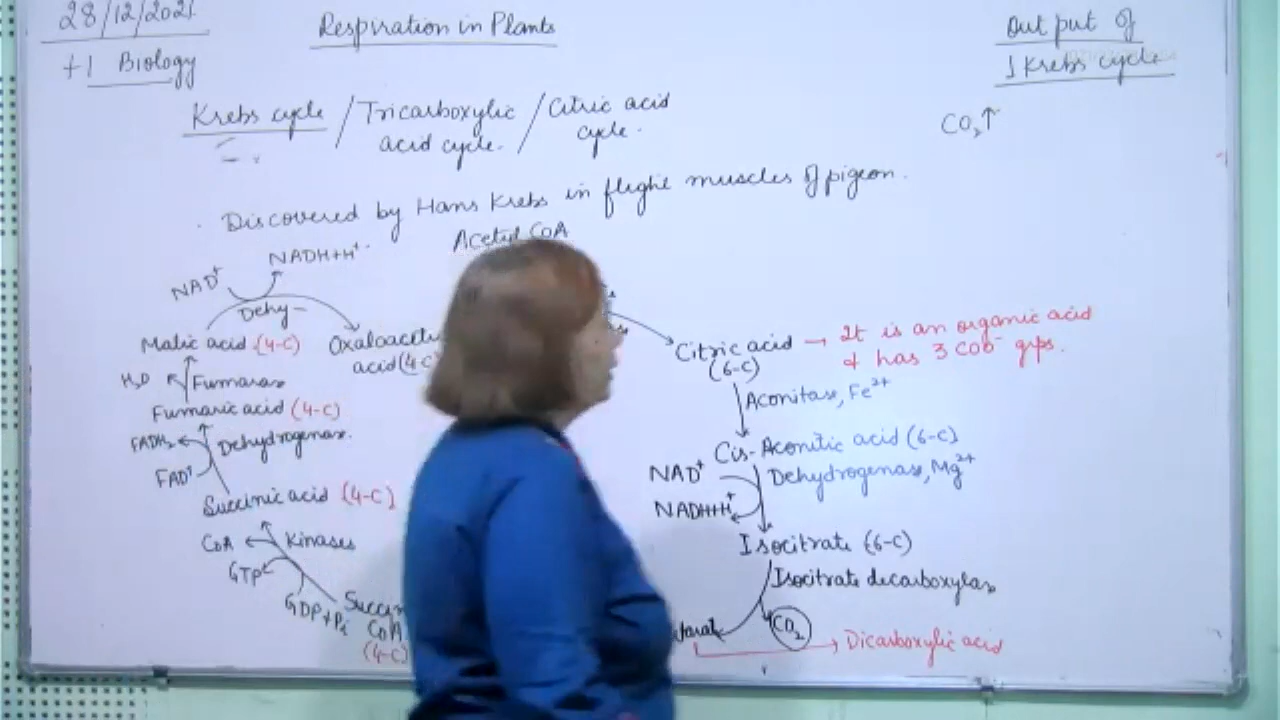 28/12/2021
+1 Biology
Respiration in Plants
Output of
1 Krebs cycle
CO₂↑
Krebs cycle / Tricarboxylic acid cycle. / Citric acid cycle.
Discovered by Hans Krebs in flight muscles of pigeon.
Acetyl CoA
NADH+H⁺
NAD⁺
Dehy-
Malic acid (4-C)
Oxaloacetic
acid (4-C
H₂O
Fumarase
Fumaric acid (4-C)
FADH₂
Dehydrogenase.
FAD⁺
Succinic acid (4-C)
CoA
Kinases
GTP
GDP+Pi
CoA
(4-C)
Citric acid → It is an organic acid
(6-C)
& has 3 COO⁻ gps.
Aconitase, Fe²⁺
Cis-Aconitic acid (6-C)
NAD⁺
Dehydrogenase, Mg²⁺
NADH+H⁺
Isocitrate (6-C)
Isocitrate decarboxylase
CO₂
→ Dicarboxylic acid